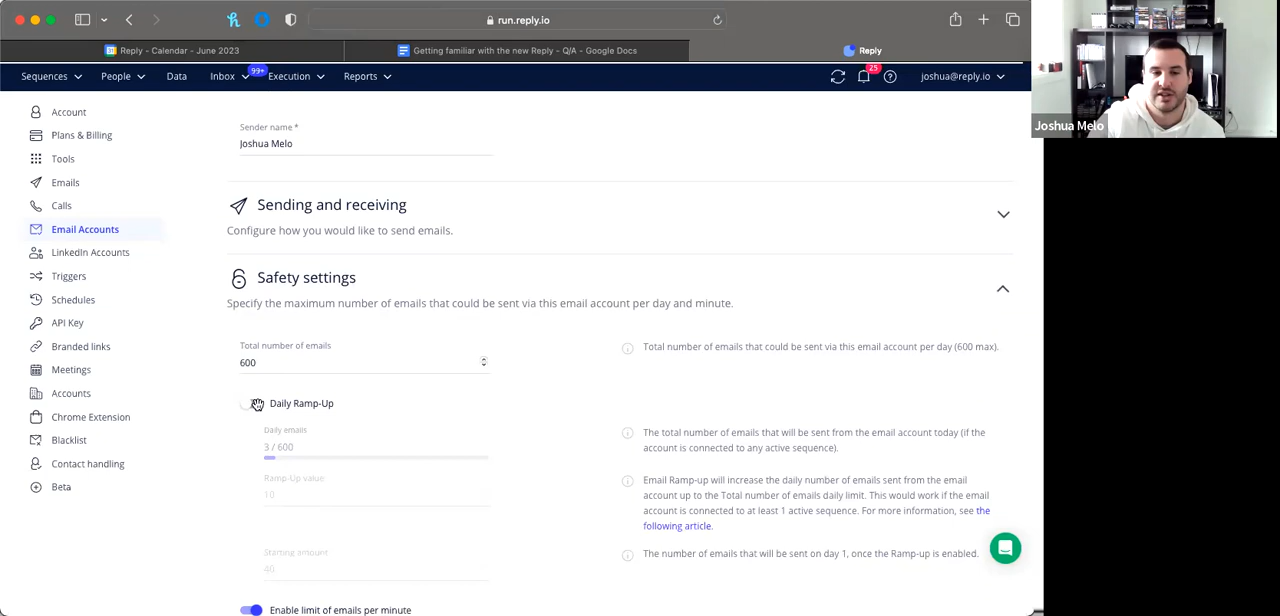 run.reply.io
Reply - Calendar - June 2023
Getting familiar with the new Reply - Q/A - Google Docs
Reply
Sequences
People
Data
Inbox
99+
Execution
Reports
25
joshua@reply.io
Joshua Melo
Account
Plans & Billing
Tools
Emails
Calls
Email Accounts
LinkedIn Accounts
Triggers
Schedules
API Key
Branded links
Meetings
Accounts
Chrome Extension
Blacklist
Contact handling
Beta
Sender name *
Joshua Melo
Sending and receiving
Configure how you would like to send emails.
Safety settings
Specify the maximum number of emails that could be sent via this email account per day and minute.
Total number of emails
600
Total number of emails that could be sent via this email account per day (600 max).
Daily Ramp-Up
Daily emails
3 / 600
The total number of emails that will be sent from the email account today (if the
account is connected to any active sequence).
Ramp-Up value
10
Email Ramp-up will increase the daily number of emails sent from the email
account up to the Total number of emails daily limit. This would work if the email
account is connected to at least 1 active sequence. For more information, see the
following article.
Starting amount
40
The number of emails that will be sent on day 1, once the Ramp-up is enabled.
Enable limit of emails per minute